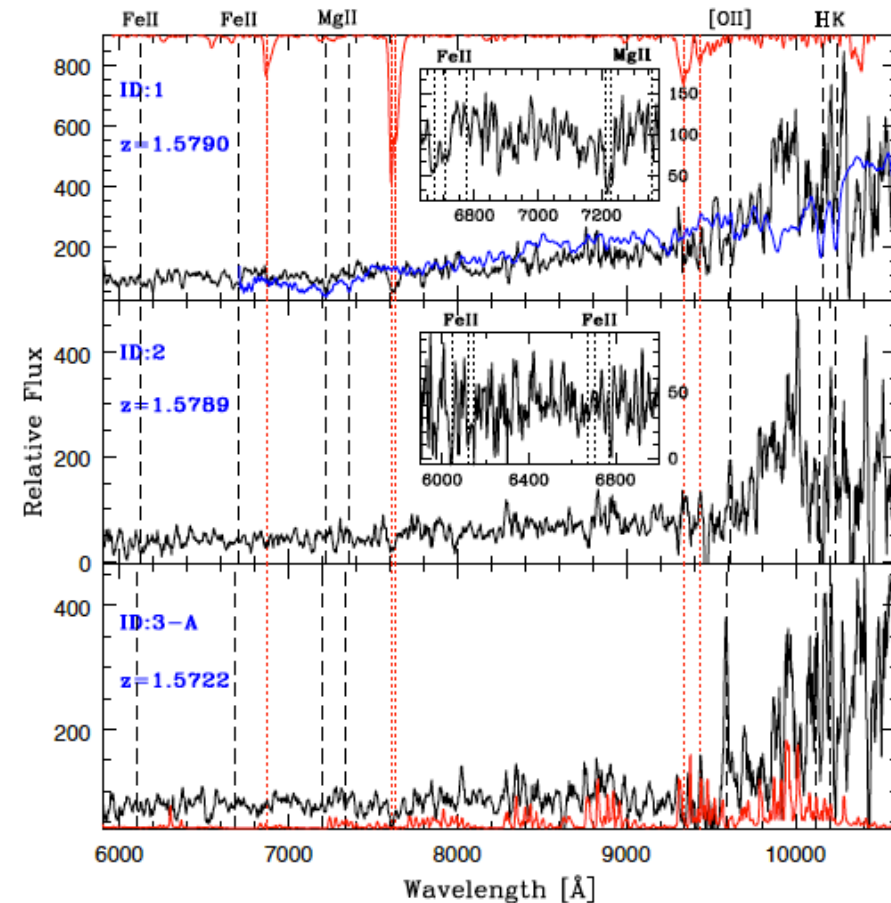 FeII FeII MgII [OII] H K
800
ID:1
z=1.5790
600
400
200
FeII MgII
150
100
50
6800 7000 7200
ID:2
z=1.5789
400
200
0
FeII FeII
50
0
6000 6400 6800
ID:3-A
z=1.5722
400
200
6000 7000 8000 9000 10000
Relative Flux
Wavelength [Å]